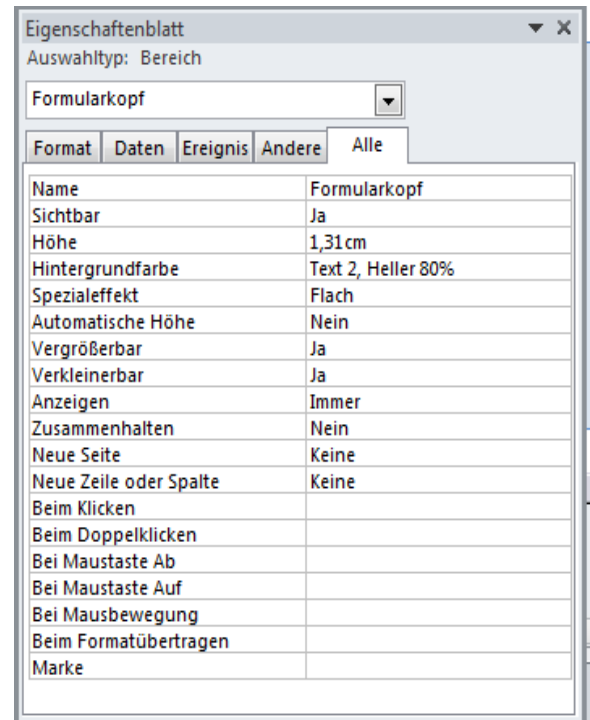 Eigenschaftenblatt
Auswahltyp: Bereich
Formularkopf
Format Daten Ereignis Andere Alle
Name Formularkopf
Sichtbar Ja
Höhe 1,31cm
Hintergrundfarbe Text 2, Heller 80%
Spezialeffekt Flach
Automatische Höhe Nein
Vergrößerbar Ja
Verkleinerbar Ja
Anzeigen Immer
Zusammenhalten Nein
Neue Seite Keine
Neue Zeile oder Spalte Keine
Beim Klicken
Beim Doppelklicken
Bei Maustaste Ab
Bei Maustaste Auf
Bei Mausbewegung
Beim Formatübertragen
Marke